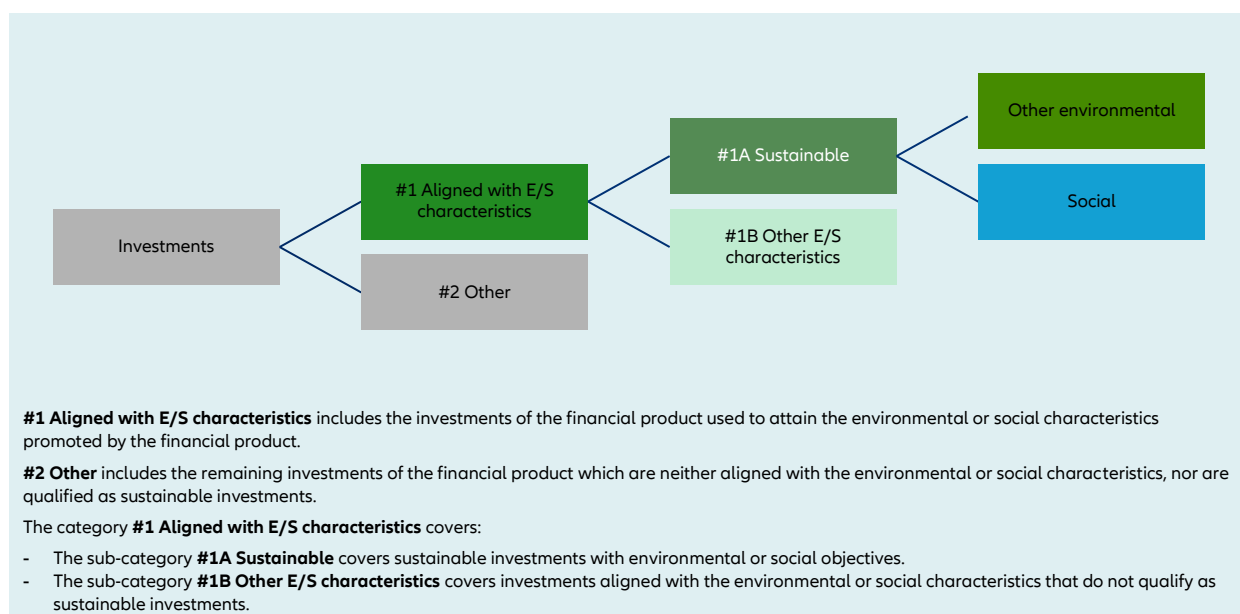 Other environmental
#1A Sustainable
#1 Aligned with E/S
characteristics
Social
Investments
#1B Other E/S
characteristics
#2 Other
#1 Aligned with E/S characteristics includes the investments of the financial product used to attain the environmental or social characteristics
promoted by the financial product.
#2 Other includes the remaining investments of the financial product which are neither aligned with the environmental or social characteristics, nor are
qualified as sustainable investments.
The category #1 Aligned with E/S characteristics covers:
- The sub-category #1A Sustainable covers sustainable investments with environmental or social objectives.
- The sub-category #1B Other E/S characteristics covers investments aligned with the environmental or social characteristics that do not qualify as
sustainable investments.